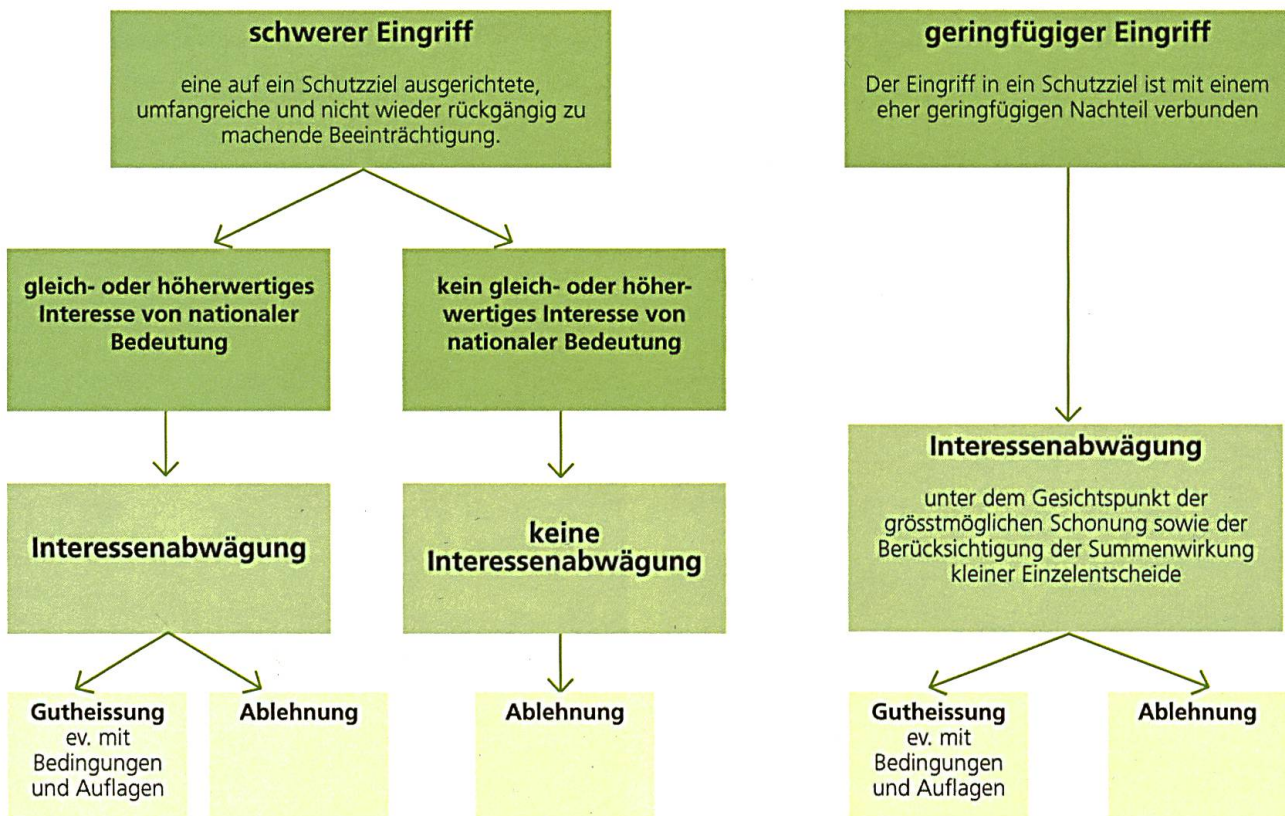 schwerer Eingriff
eine auf ein Schutzziel ausgerichtete,
umfangreiche und nicht wieder rückgängig zu
machende Beeinträchtigung.
geringfügiger Eingriff
Der Eingriff in ein Schutzziel ist mit einem
eher geringfügigen Nachteil verbunden
gleich- oder höherwertiges
Interesse von nationaler
Bedeutung
kein gleich- oder höher-
wertiges Interesse von
nationaler Bedeutung
Interessenabwägung
keine
Interessenabwägung
Interessenabwägung
unter dem Gesichtspunkt der
grösstmöglichen Schonung sowie der
Berücksichtigung der Summenwirkung
kleiner Einzelentscheide
Gutheissung
ev. mit
Bedingungen
und Auflagen
Ablehnung
Ablehnung
Gutheissung
ev. mit
Bedingungen
und Auflagen
Ablehnung